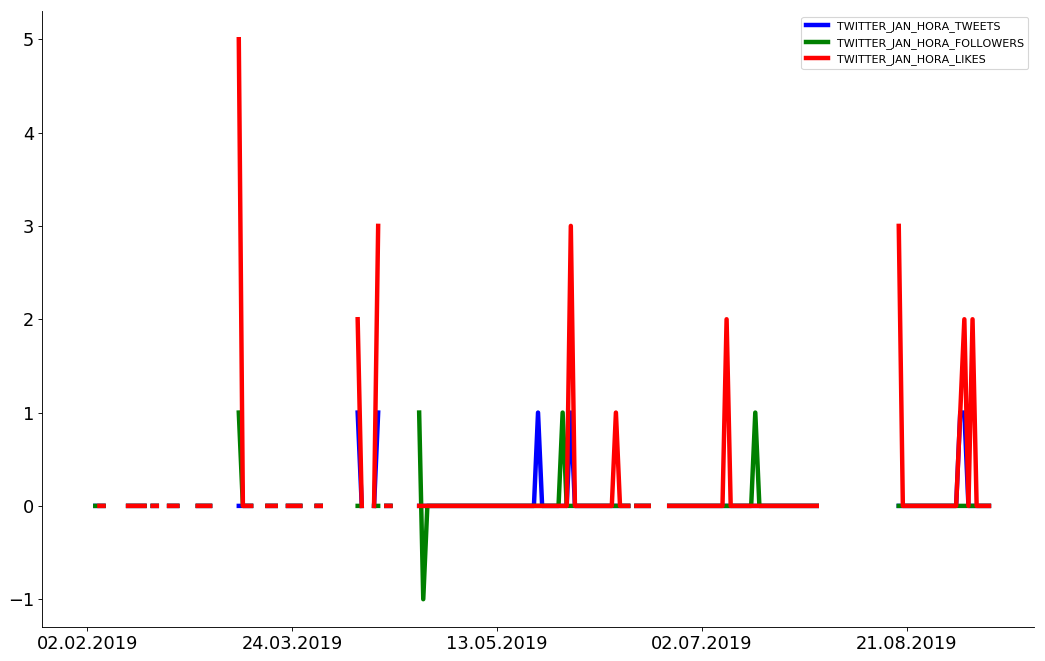 TWITTER_JAN_HORA_TWEETS
TWITTER_JAN_HORA_FOLLOWERS
TWITTER_JAN_HORA_LIKES
5
4
3
2
1
0
−1
02.02.2019 24.03.2019 13.05.2019 02.07.2019 21.08.2019